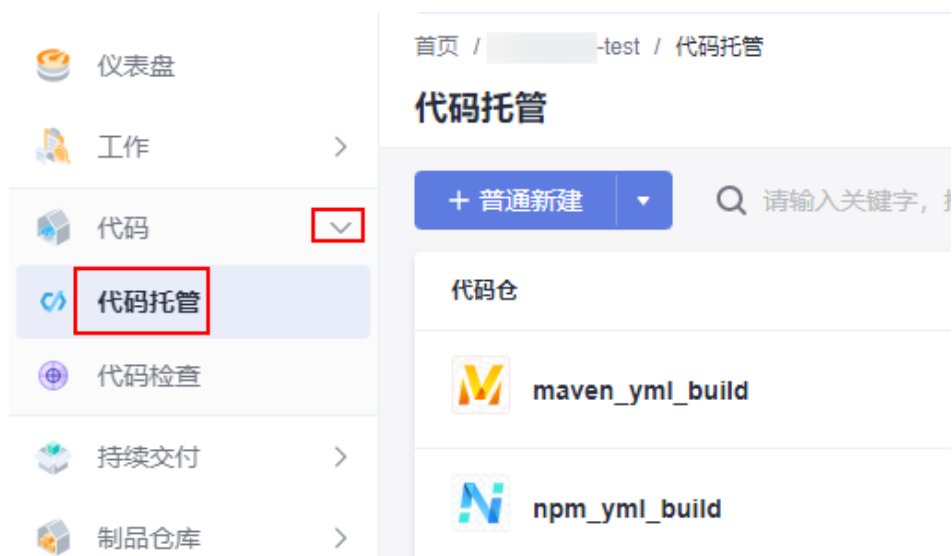 仪表盘
工作
代码
代码托管
代码检查
持续交付
制品仓库
首页 / -test / 代码托管
代码托管
+ 普通新建
请输入关键字，
代码仓
maven_yml_build
npm_yml_build